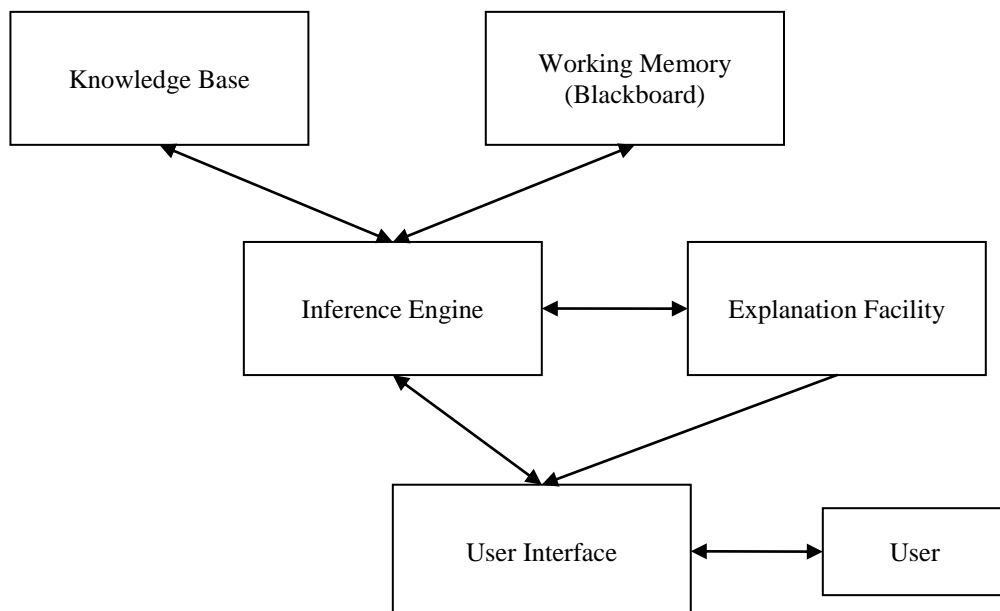 Knowledge Base
Working Memory
(Blackboard)
Inference Engine
Explanation Facility
User Interface
User